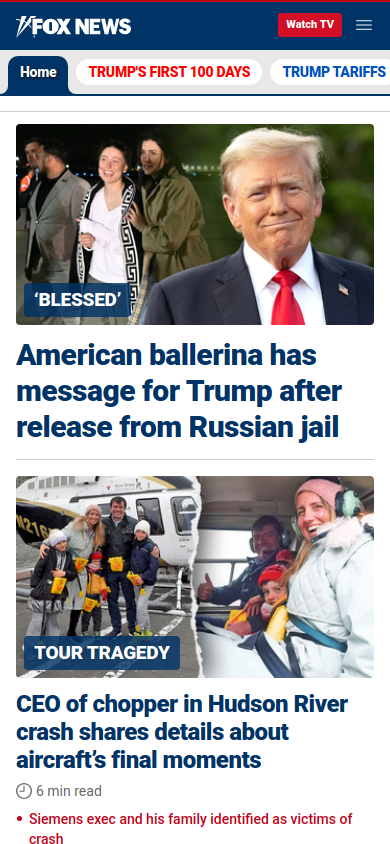 FOX NEWS
Watch TV
Home
TRUMP'S FIRST 100 DAYS
TRUMP TARIFFS
‘BLESSED’
American ballerina has
message for Trump after
release from Russian jail
N216
TOUR TRAGEDY
CEO of chopper in Hudson River
crash shares details about
aircraft’s final moments
6 min read
Siemens exec and his family identified as victims of
crash